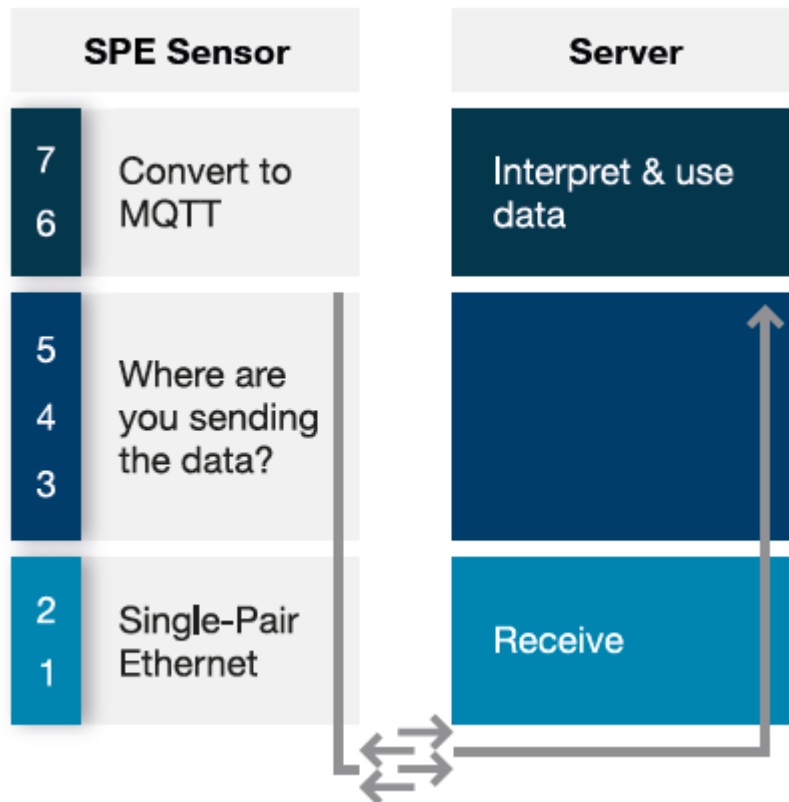 SPE Sensor
Server
7
6
Convert to
MQTT
Interpret & use
data
5
4
3
Where are
you sending
the data?
2
1
Single-Pair
Ethernet
Receive